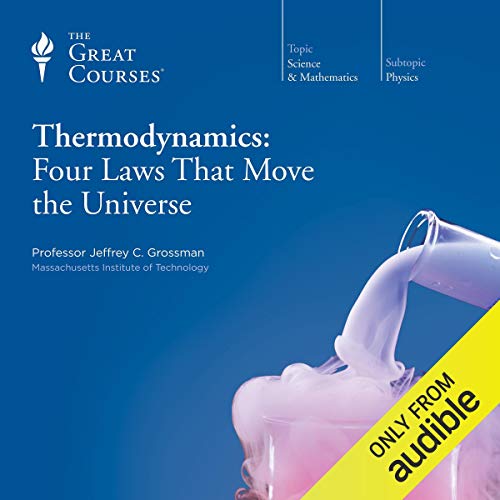 THE
GREAT
COURSES®
Topic
Science
& Mathematics
Subtopic
Physics
Thermodynamics:
Four Laws That Move
the Universe
Professor Jeffrey C. Grossman
Massachusetts Institute of Technology
ONLY FROM
audible